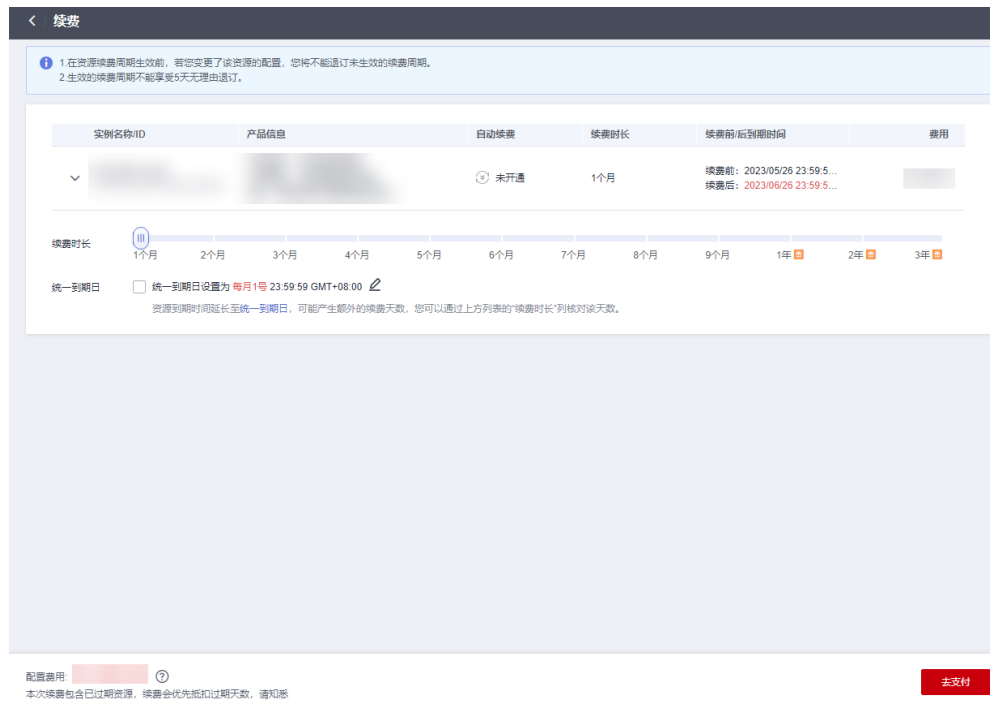 续费
1.在资源续费周期生效前，若您变更了该资源的配置，您将不能退订未生效的续费周期。
2.生效的续费周期不能享受5天无理由退订。
实例名称/ID 产品信息 自动续费 续费时长 续费前/后到期时间 费用
未开通 1个月 续费前：2023/05/26 23:59:5...
续费后：2023/06/26 23:59:5...
续费时长
1个月 2个月 3个月 4个月 5个月 6个月 7个月 8个月 9个月 1年 2年 3年
统一到期日 统一到期日设置为 每月1号 23:59:59 GMT+08:00
资源到期时间延长至统一到期日，可能产生额外的续费天数，您可以通过上方列表的“续费时长”列核对该天数。
配置费用:
本次续费包含已过期资源，续费会优先抵扣过期天数，请知悉
去支付